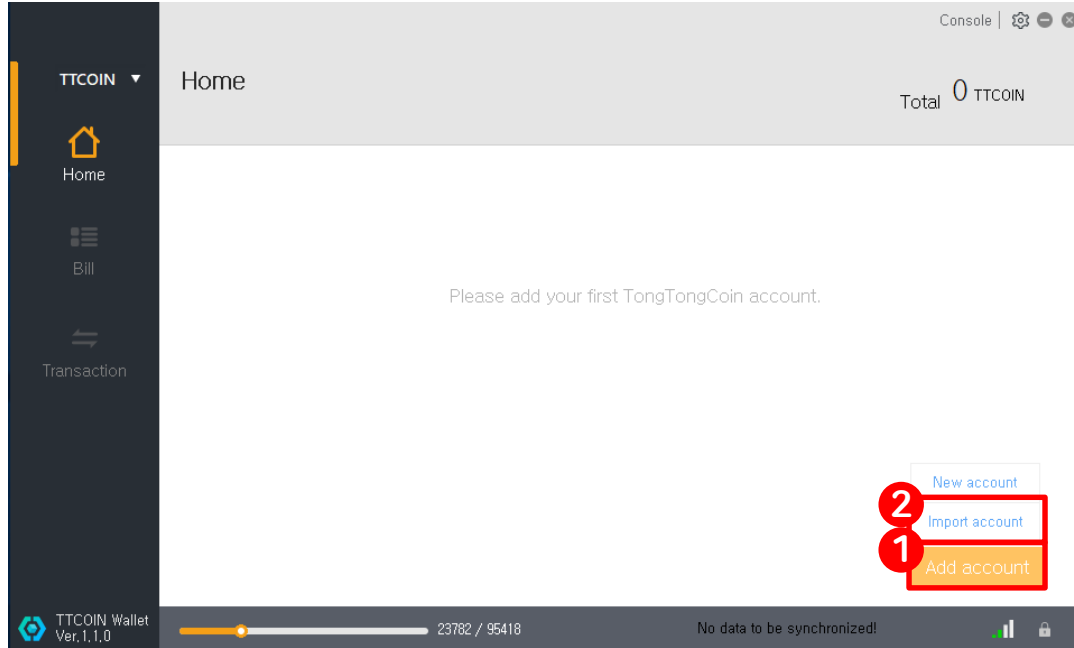 Console |
TTCOIN ▼
Home
Total 0 TTCOIN
Home
Bill
Please add your first TongTongCoin account.
Transaction
New account
2
Import account
1
Add account
TTCOIN Wallet
Ver.1.1.0
23782 / 95418
No data to be synchronized!